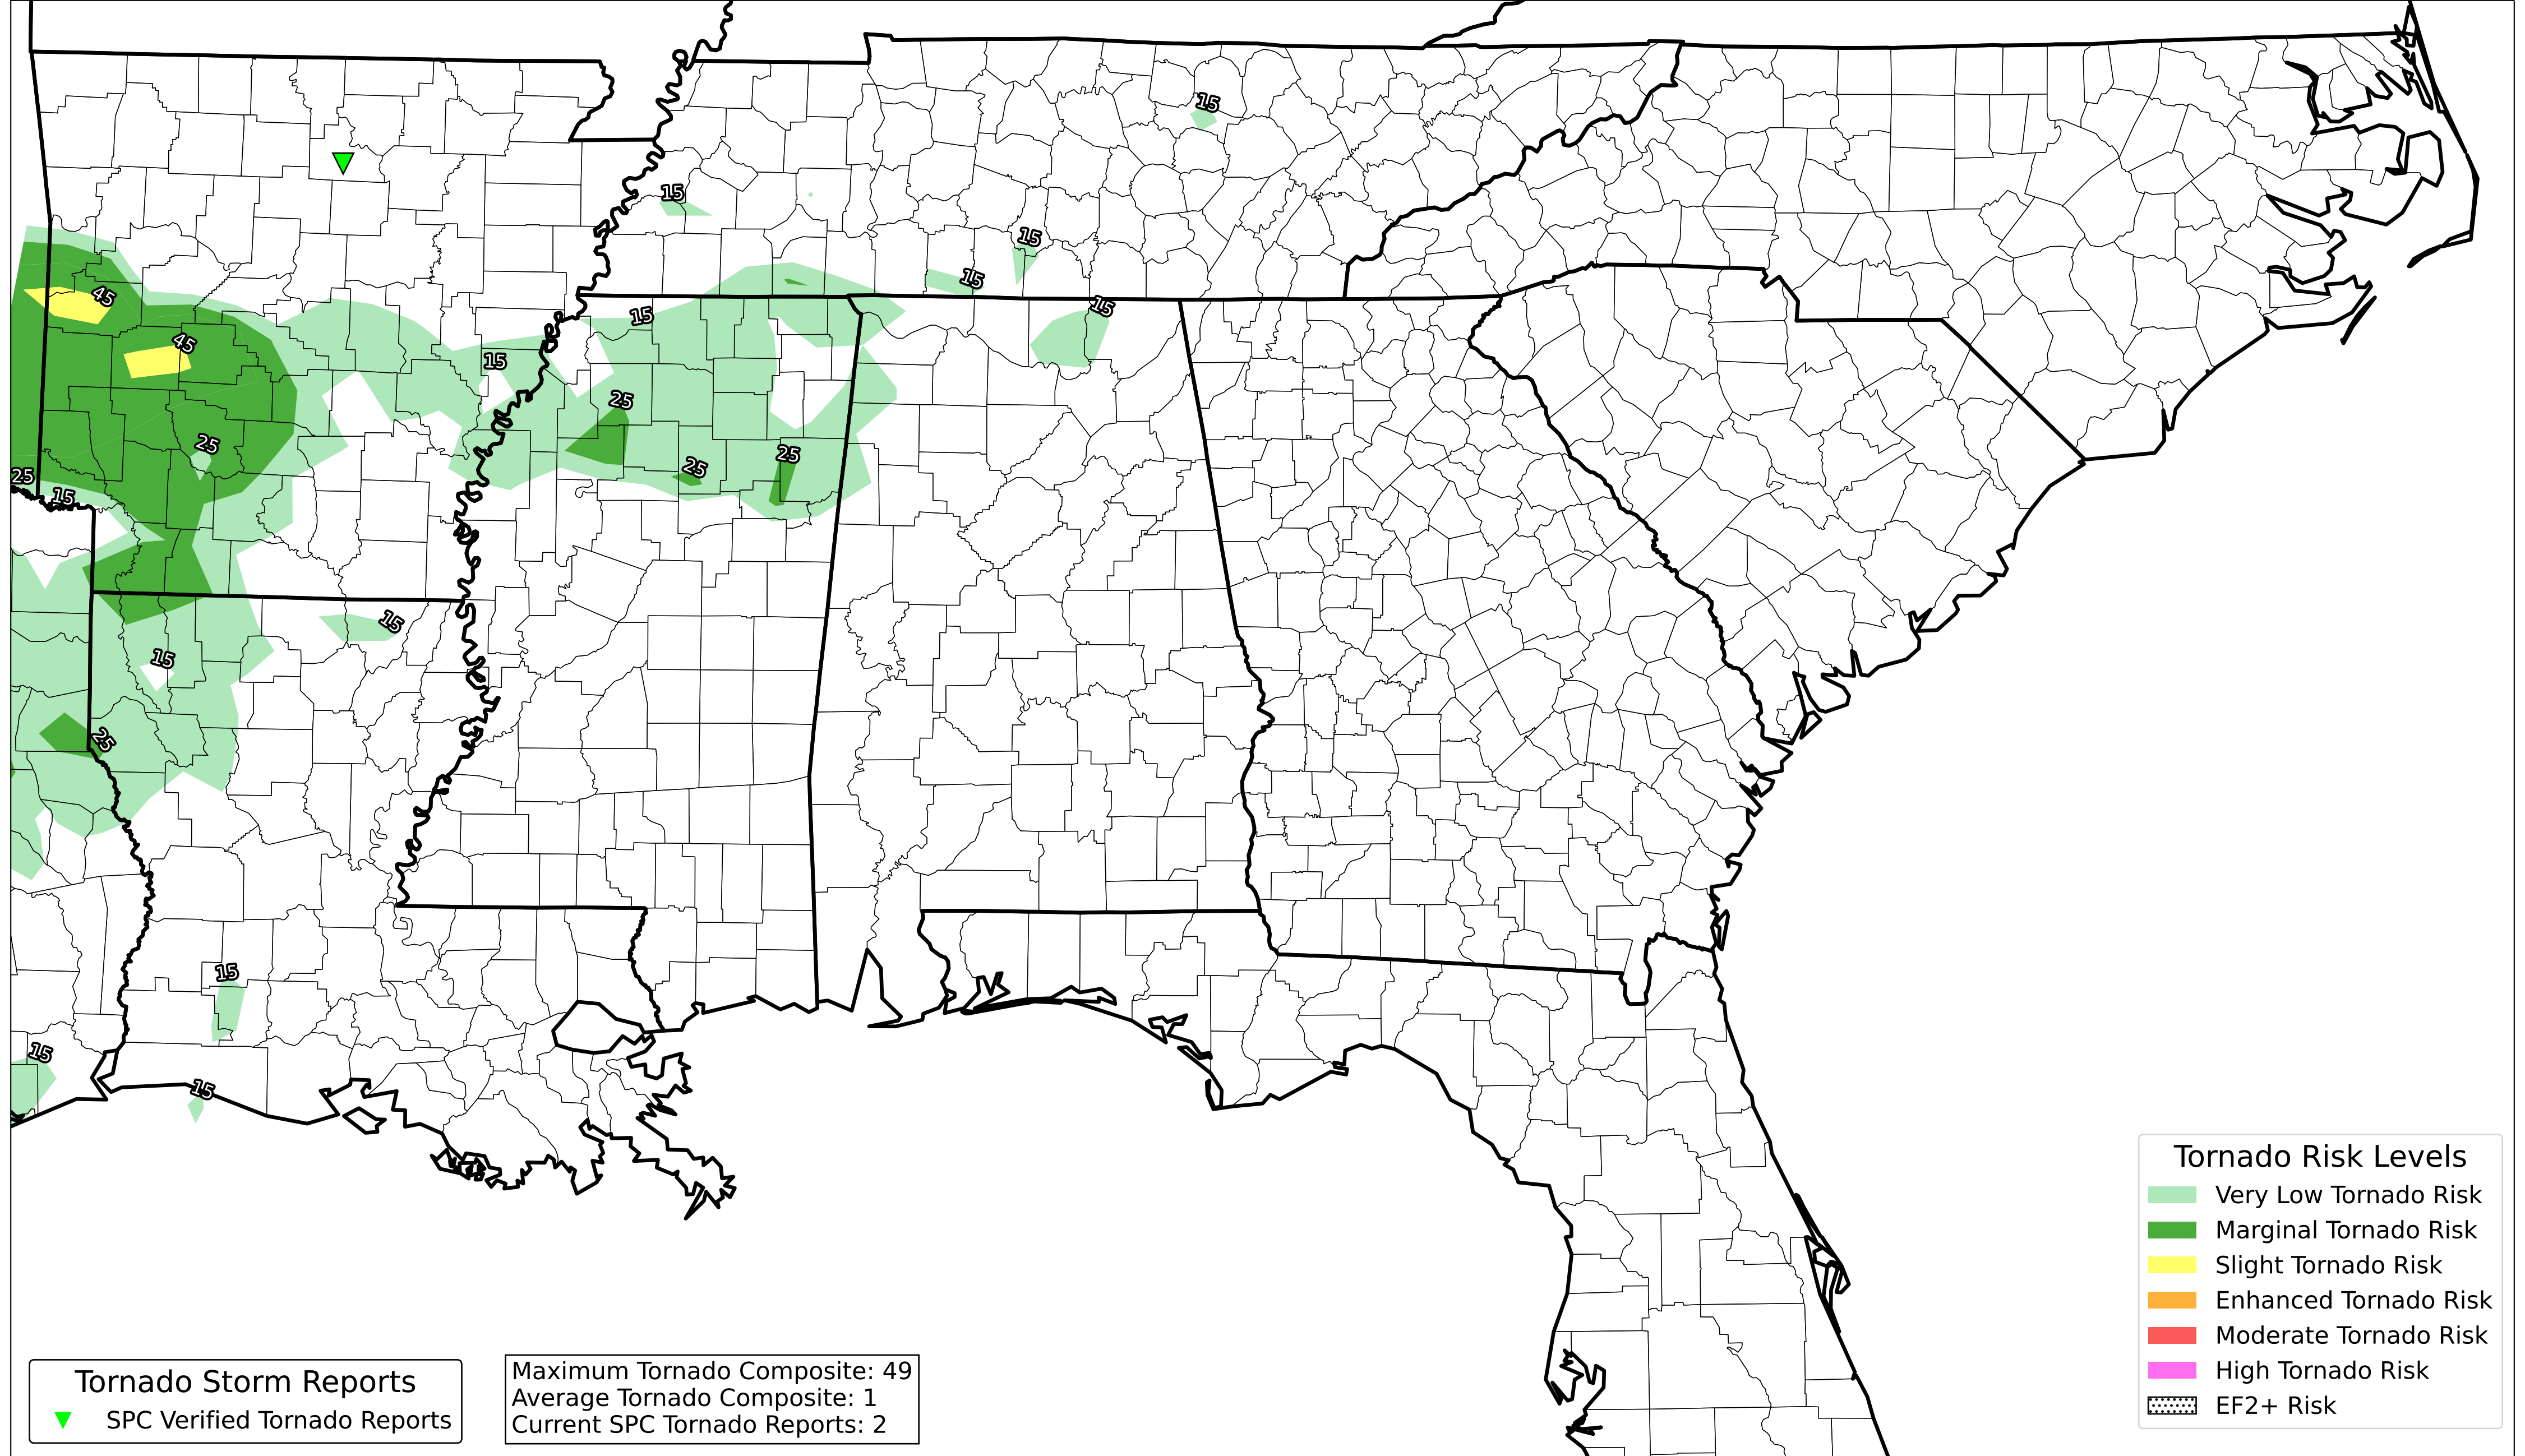 15
15
15
15
15
45
15
45
15
25
25
25
25
25
15
15
15
25
15
15
15
Tornado Storm Reports
SPC Verified Tornado Reports
Maximum Tornado Composite: 49
Average Tornado Composite: 1
Current SPC Tornado Reports: 2
Tornado Risk Levels
Very Low Tornado Risk
Marginal Tornado Risk
Slight Tornado Risk
Enhanced Tornado Risk
Moderate Tornado Risk
High Tornado Risk
EF2+ Risk